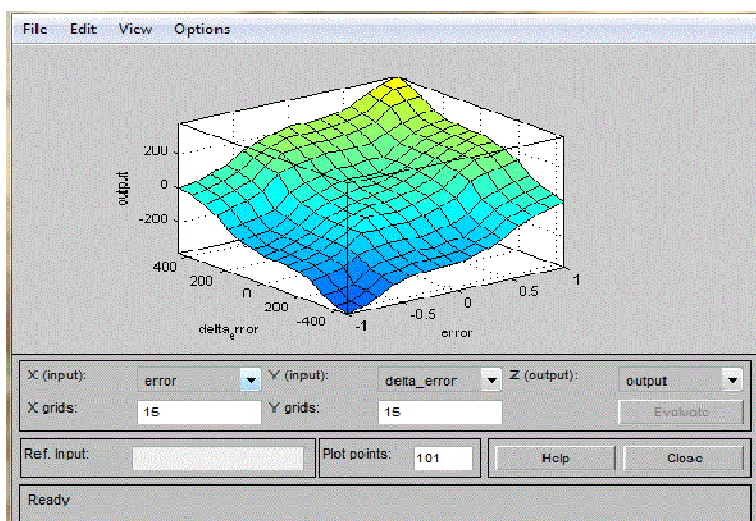 File Edit View Options
200
0
-200
output
400
200
0
200
-400
delta_error
-1
-0.5
0
0.5
1
error
X (input): error Y (input): delta_error Z (output): output
X grids: 15 Y grids: 15 Evaluate
Ref. Input: Plot points: 101 Help Close
Ready